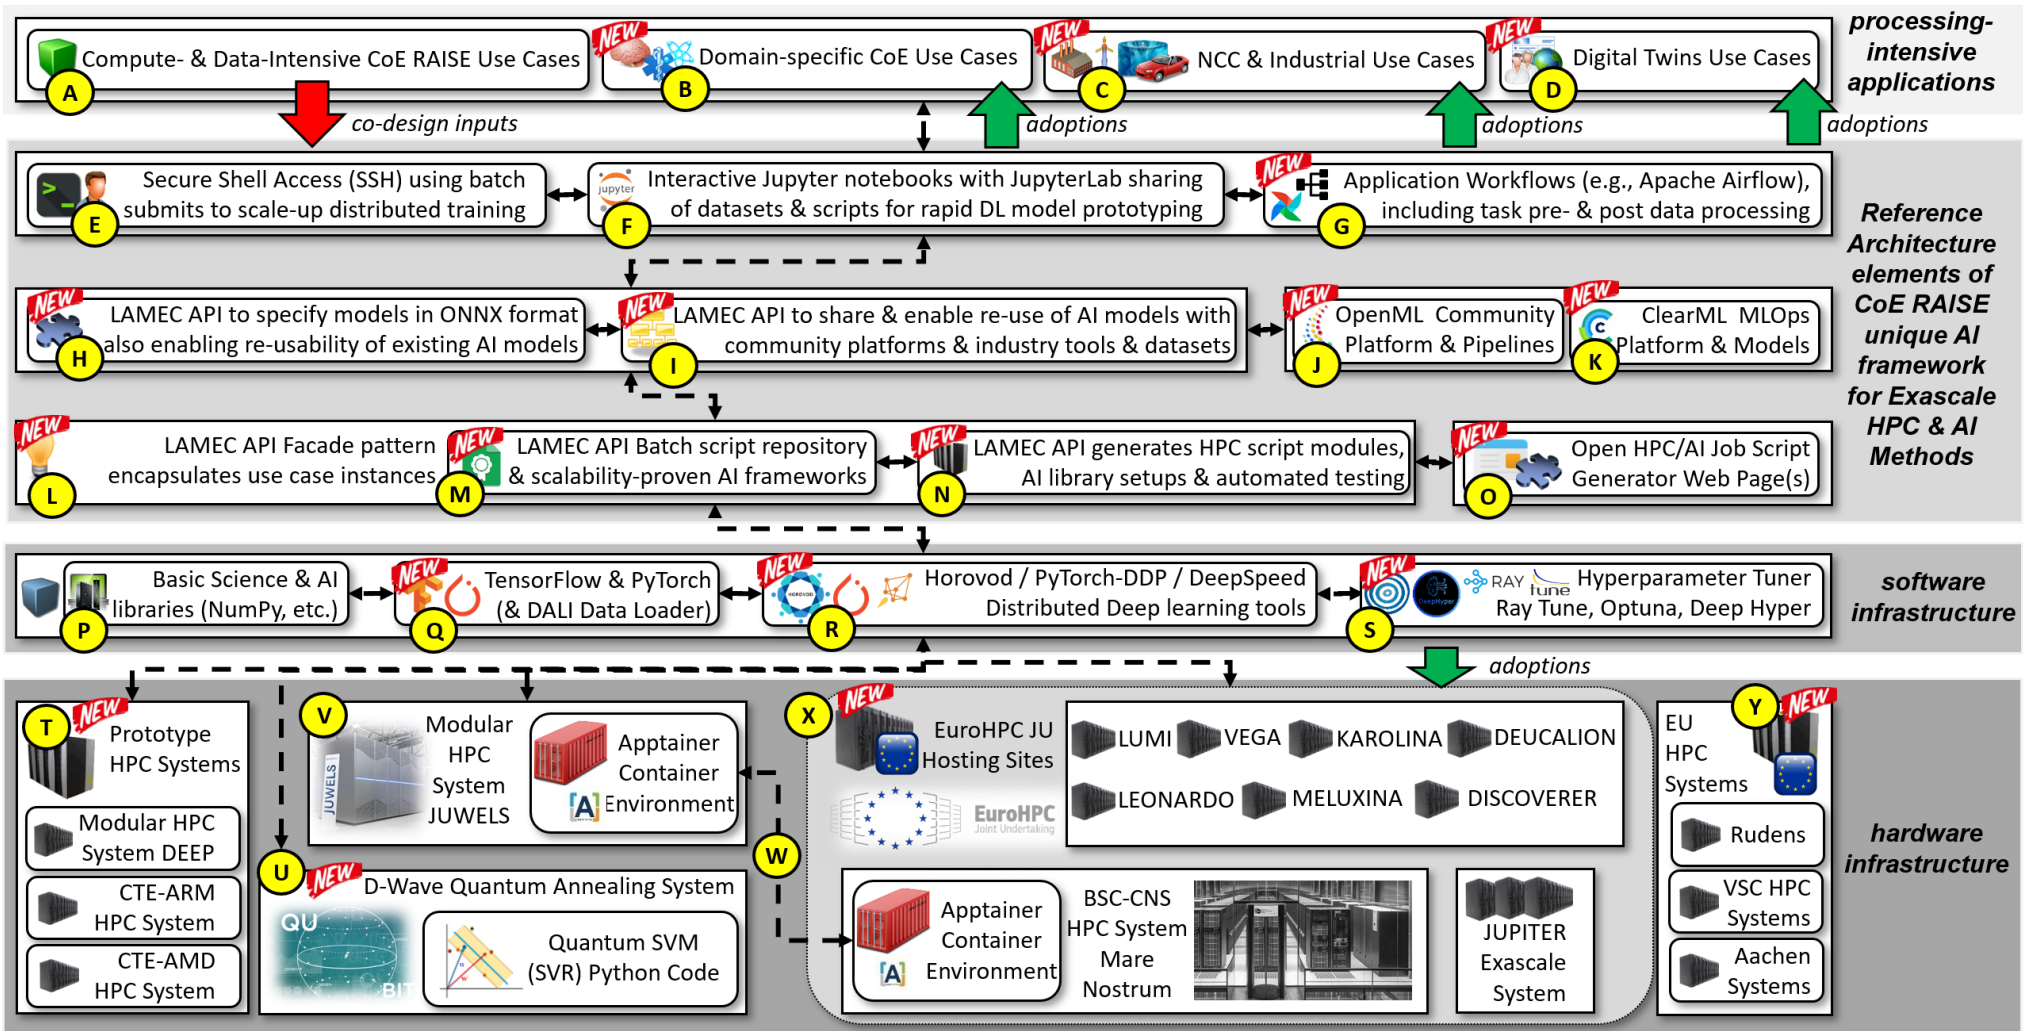 processing-
intensive
applications
NEW
NEW
NEW
Compute- & Data-Intensive CoE RAISE Use Cases
Domain-specific CoE Use Cases
NCC & Industrial Use Cases
Digital Twins Use Cases
A
B
C
D
co-design inputs
adoptions
adoptions
adoptions
Secure Shell Access (SSH) using batch
submits to scale-up distributed training
E
jupyter
Interactive Jupyter notebooks with JupyterLab sharing
of datasets & scripts for rapid DL model prototyping
F
NEW
Application Workflows (e.g., Apache Airflow),
including task pre- & post data processing
G
Reference
Architecture
elements of
CoE RAISE
unique AI
framework
for Exascale
HPC & AI
Methods
NEW
LAMEC API to specify models in ONNX format
also enabling re-usability of existing AI models
H
NEW
LAMEC API to share & enable re-use of AI models with
community platforms & industry tools & datasets
I
NEW
OpenML Community
Platform & Pipelines
J
NEW
ClearML MLOps
Platform & Models
C
K
NEW
LAMEC API Facade pattern
encapsulates use case instances
L
NEW
LAMEC API Batch script repository
& scalability-proven AI frameworks
M
NEW
LAMEC API generates HPC script modules,
AI library setups & automated testing
N
NEW
Open HPC/AI Job Script
Generator Web Page(s)
O
software
infrastructure
Basic Science & AI
libraries (NumPy, etc.)
P
NEW
TensorFlow & PyTorch
(& DALI Data Loader)
Q
NEW
HOROVOD
Horovod / PyTorch-DDP / DeepSpeed
Distributed Deep learning tools
R
NEW
DeepHyper
RAY
tune
Hyperparameter Tuner
Ray Tune, Optuna, Deep Hyper
S
adoptions
hardware
infrastructure
T
NEW
Prototype
HPC Systems
Modular HPC
System DEEP
CTE-ARM
HPC System
CTE-AMD
HPC System
V
JUWELS
Modular
HPC
System
JUWELS
Apptainer
Container
Environment
A
U
NEW
D-Wave Quantum Annealing System
QU
BIT
Quantum SVM
(SVR) Python Code
W
X
NEW
EuroHPC JU
Hosting Sites
EuroHPC
Joint Undertaking
LUMI
VEGA
KAROLINA
DEUCALION
LEONARDO
MELUXINA
DISCOVERER
Apptainer
Container
Environment
A
BSC-CNS
HPC System
Mare
Nostrum
JUPITER
Exascale
System
Y
NEW
EU
HPC
Systems
Rudens
VSC HPC
Systems
Aachen
Systems